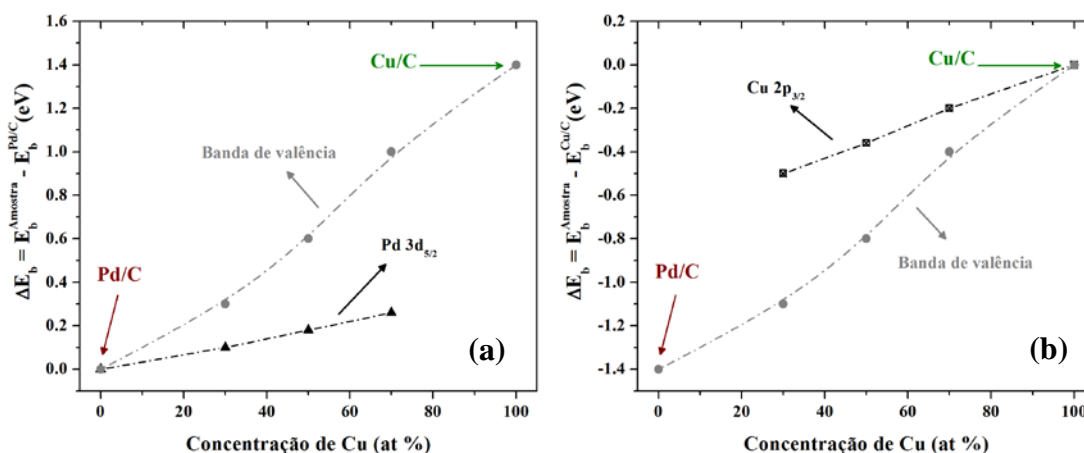 ΔE_b = E_b^Amostra - E_b^Pd/C (eV)
1.6
1.4
1.2
1.0
0.8
0.6
0.4
0.2
0.0
Cu/C
Banda de valência
Pd 3d_5/2
Pd/C
(a)
0 20 40 60 80 100
Concentração de Cu (at %)
ΔE_b = E_b^Amostra - E_b^Cu/C (eV)
0.2
0.0
-0.2
-0.4
-0.6
-0.8
-1.0
-1.2
-1.4
Cu/C
Cu 2p_3/2
Banda de valência
Pd/C
(b)
0 20 40 60 80 100
Concentração de Cu (at %)